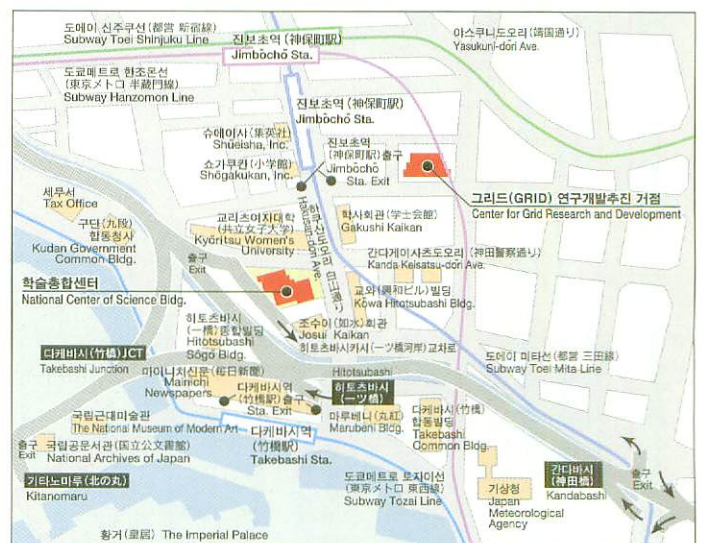 도에이 신주쿠선(都営 新宿線)
Subway Toei Shinjuku Line
진보초역(神保町駅)
Jimbōchō Sta.
야스쿠니도오리(靖国通り)
Yasukuni-dōri Ave.
도쿄메트로 한조몬선
(東京メトロ 半蔵門線)
Subway Hanzomon Line
진보초역(神保町駅)
Jimbōchō Sta.
슈에이사(集英社)
Shūeisha, Inc.
진보초역
(神保町駅)출구
Jimbōchō
Sta. Exit
쇼가쿠칸(小学館)
Shōgakukan, Inc.
그리드(GRID) 연구개발추진 거점
Center for Grid Research and Development
세무서
Tax Office
구단(九段)
합동청사
Kudan Government
Common Bldg.
교리츠여자대학
(共立女子大学)
Kyōritsu Women's
University
하쿠산도오리 白山通り
Hakusan-dōri Ave.
학사회관(学士会館)
Gakushi Kaikan
간다게이사츠도오리(神田警察通り)
Kanda Keisatsu-dōri Ave.
출구
Exit
학술총합센터
National Center of Science Bldg.
교와(興和ビル)빌딩
Kōwa Hitotsubashi Bldg.
히토츠바시
(一橋)종합빌딩
Hitotsubashi
Sōgō Bldg.
조수이(如水)회관
Josui Kaikan
히토츠바시카시(一ツ橋河岸)교차로
Hitotsubashi
도에이 미타선(都営 三田線)
Subway Toei Mita Line
다케바시(竹橋)JCT
Takebashi Junction
마이니치신문(毎日新聞)
Mainichi
Newspapers
다케바시역
(竹橋駅)출구
Sta. Exit
히토츠바시
(一ツ橋)
국립근대미술관
The National Museum of Modern Art
다케바시역
(竹橋駅)
Takebashi Sta.
마루베니(丸紅)
Marubeni Bldg.
다케바시(竹橋)
합동빌딩
Takebashi
Common Bldg.
출구
Exit
국립공문서관(国立公文書館)
National Archives of Japan
기타노마루(北の丸)
Kitanomaru
도쿄메트로 토자이선
(東京メトロ 東西線)
Subway Tozai Line
기상청
Japan
Meteorological
Agency
간다바시
(神田橋)
Kandabashi
출구
Exit
황거(皇居) The Imperial Palace